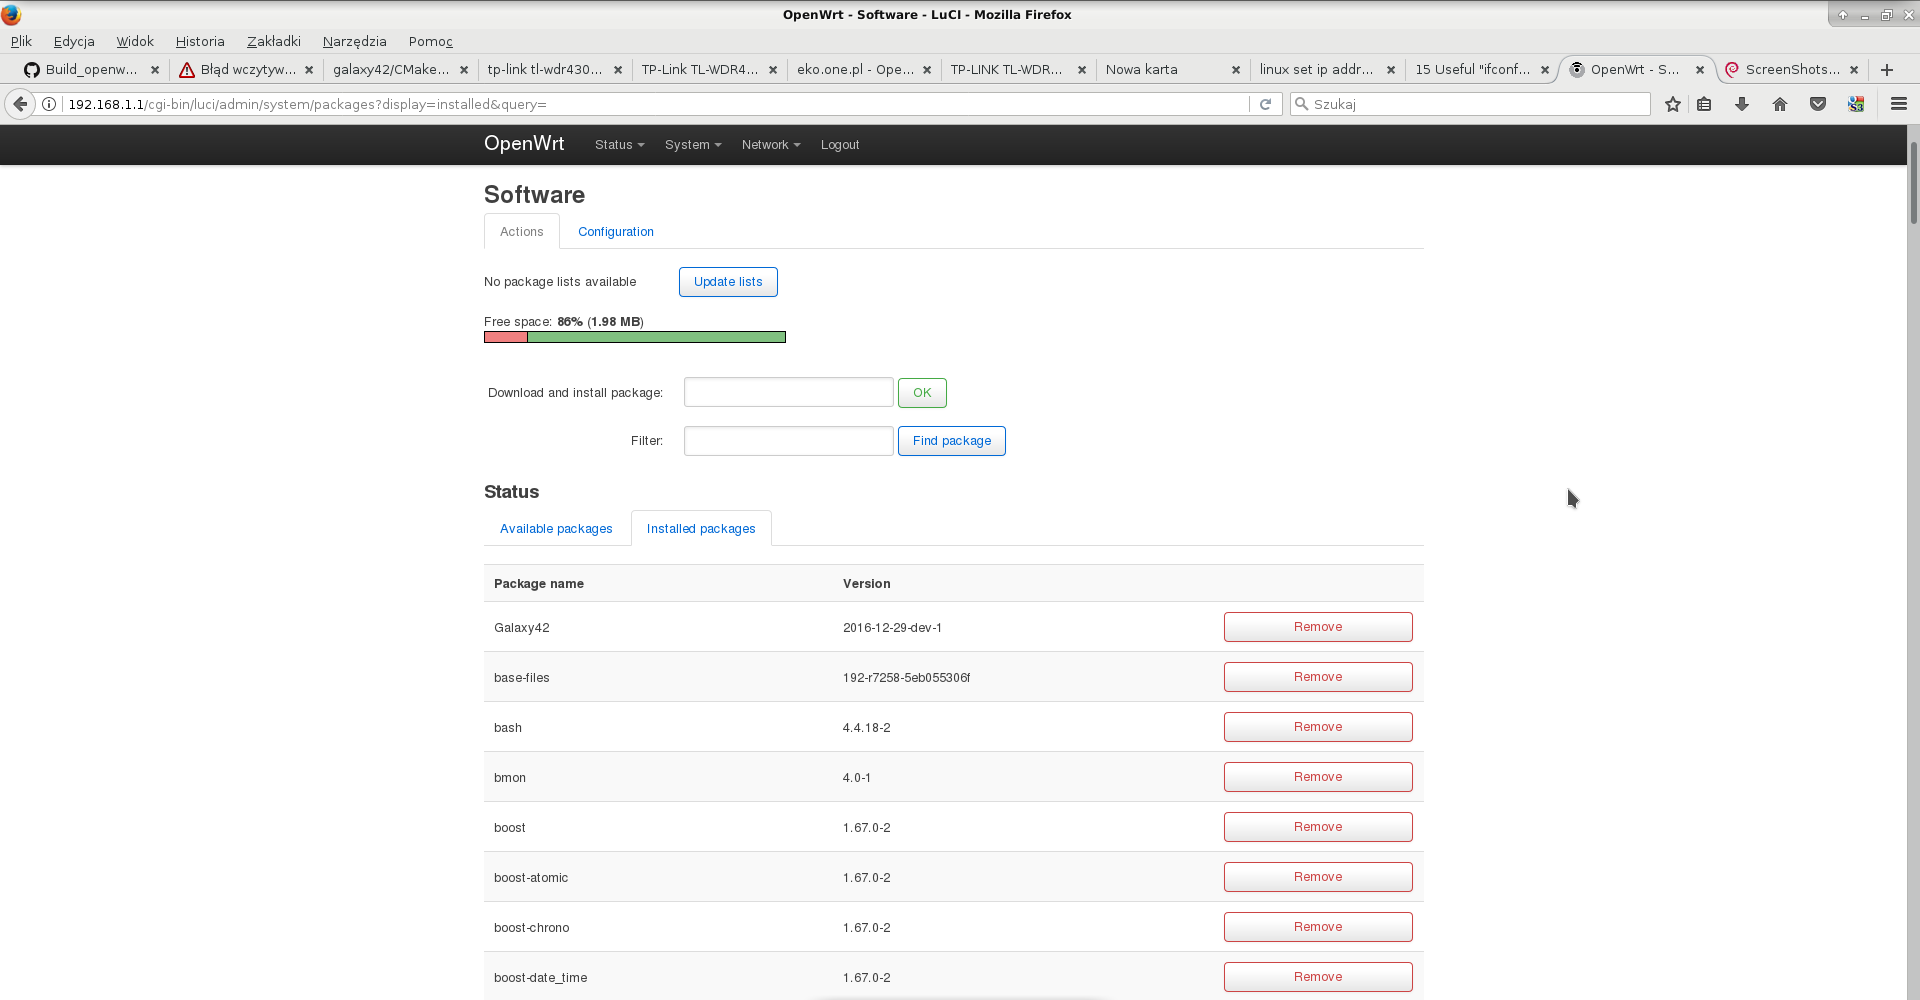 OpenWrt - Software - LuCI - Mozilla Firefox
Plik Edycja Widok Historia Zakładki Narzędzia Pomoc
Build_openw... Błąd wczytyw... galaxy42/CMake... tp-link tl-wdr430... TP-Link TL-WDR4... eko.one.pl - Ope... TP-LINK TL-WDR... Nowa karta linux set ip addr... 15 Useful "ifconf... OpenWrt - S... ScreenShots...
192.168.1.1/cgi-bin/luci/admin/system/packages?display=installed&query= Szukaj
OpenWrt Status System Network Logout
Software
Actions Configuration
No package lists available Update lists
Free space: 86% (1.98 MB)
Download and install package: OK
Filter: Find package
Status
Available packages Installed packages
Package name Version
Galaxy42 2016-12-29-dev-1 Remove
base-files 192-r7258-5eb055306f Remove
bash 4.4.18-2 Remove
bmon 4.0-1 Remove
boost 1.67.0-2 Remove
boost-atomic 1.67.0-2 Remove
boost-chrono 1.67.0-2 Remove
boost-date_time 1.67.0-2 Remove